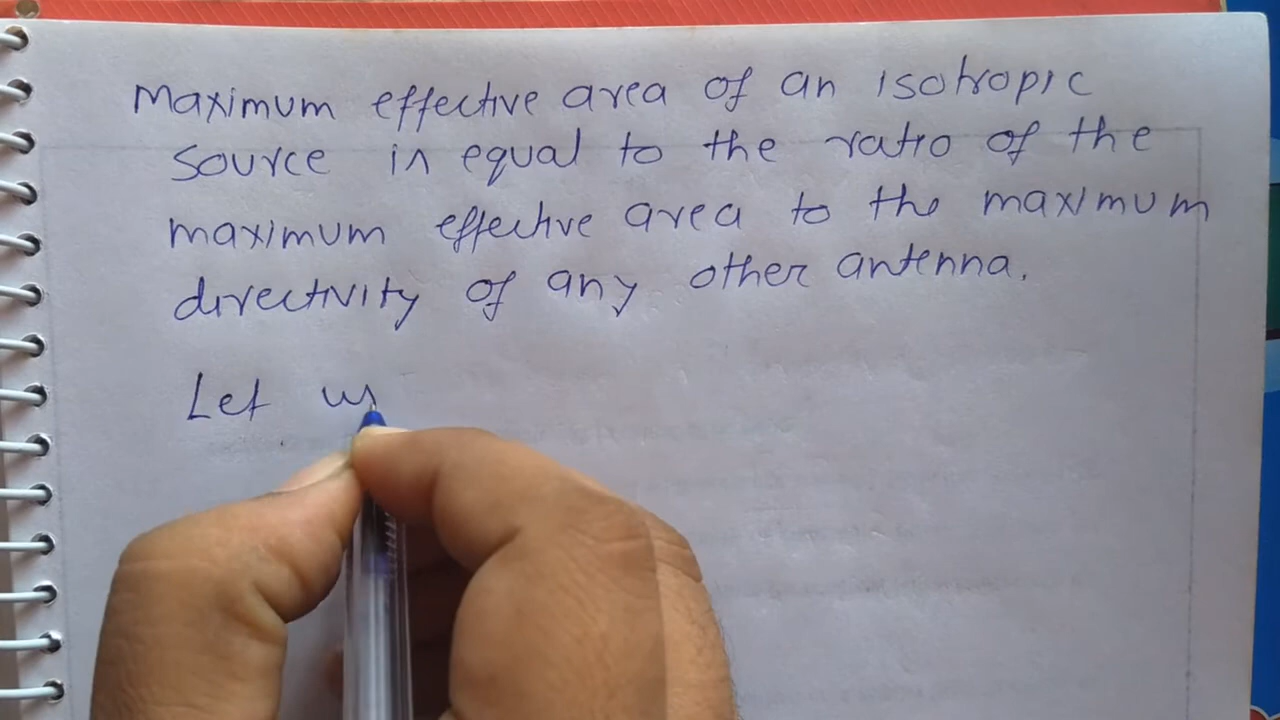 Maximum effective area of an isotropic
source is equal to the ratio of the
maximum effective area to the maximum
directivity of any other antenna.
Let us